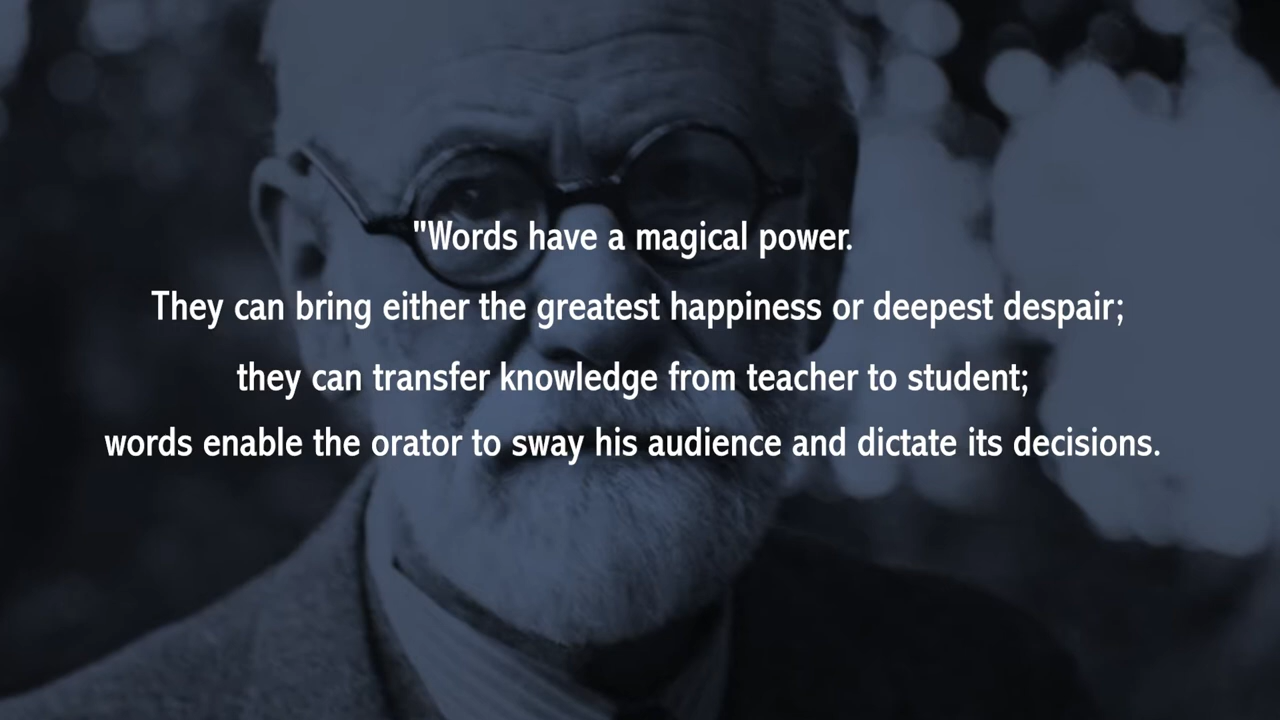 "Words have a magical power.
They can bring either the greatest happiness or deepest despair;
they can transfer knowledge from teacher to student;
words enable the orator to sway his audience and dictate its decisions.